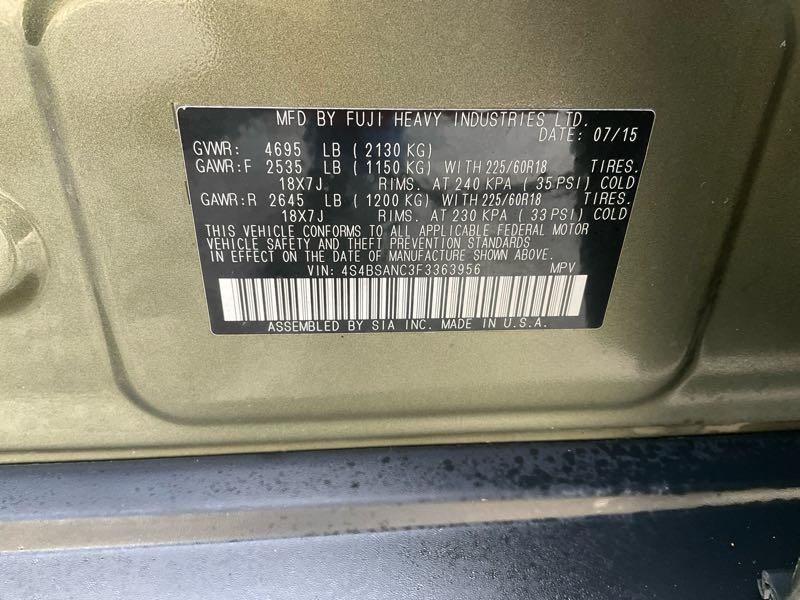 MFD BY FUJI HEAVY INDUSTRIES LTD.
DATE: 07/15
GVWR: 4695 LB ( 2130 KG)
GAWR:F 2535 LB ( 1150 KG) WITH 225/60R18 TIRES.
18X7J RIMS. AT 240 KPA ( 35 PSI) COLD
GAWR:R 2645 LB ( 1200 KG) WITH 225/60R18 TIRES.
18X7J RIMS. AT 230 KPA ( 33 PSI) COLD
THIS VEHICLE CONFORMS TO ALL APPLICABLE FEDERAL MOTOR
VEHICLE SAFETY AND THEFT PREVENTION STANDARDS
IN EFFECT ON THE DATE OF MANUFACTURE SHOWN ABOVE.
VIN: 4S4BSANC3F3363956 MPV
ASSEMBLED BY SIA INC. MADE IN U.S.A.